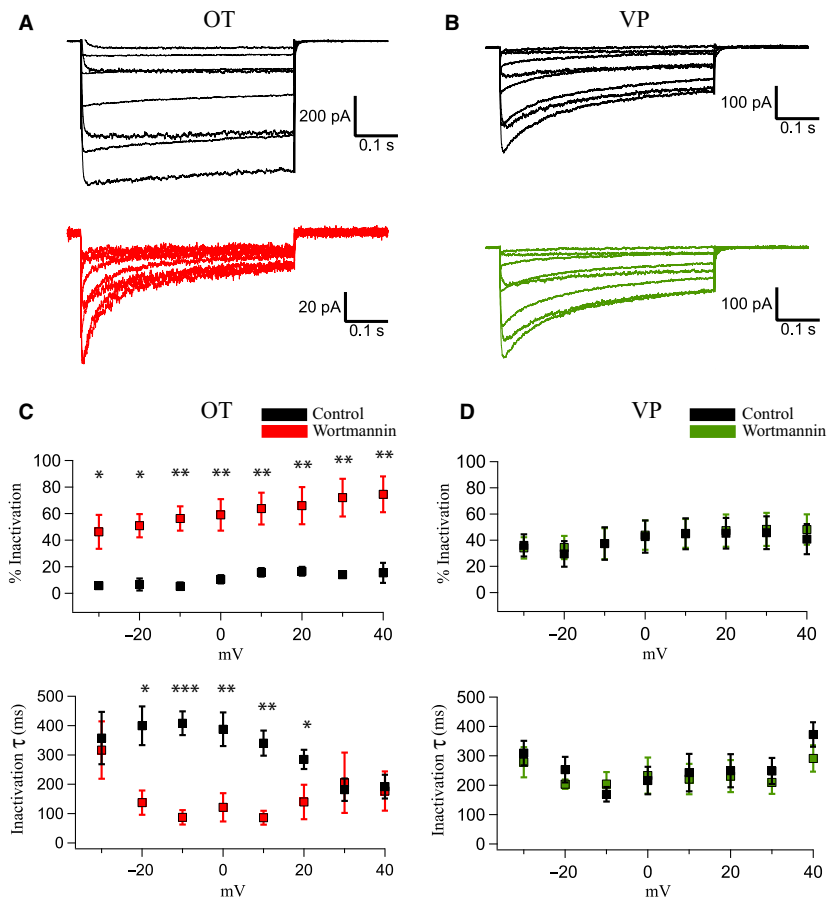 A OT
200 pA
0.1 s
20 pA
0.1 s
B VP
100 pA
0.1 s
100 pA
0.1 s
C OT
Control
Wortmannin
% Inactivation
100
80
60
40
20
0
* * ** ** ** ** ** **
−20 0 20 40
mV
Inactivation τ (ms)
500
400
300
200
100
0
* *** ** ** *
−20 0 20 40
mV
D VP
Control
Wortmannin
% Inactivation
100
80
60
40
20
0
−20 0 20 40
mV
Inactivation τ (ms)
500
400
300
200
100
0
−20 0 20 40
mV